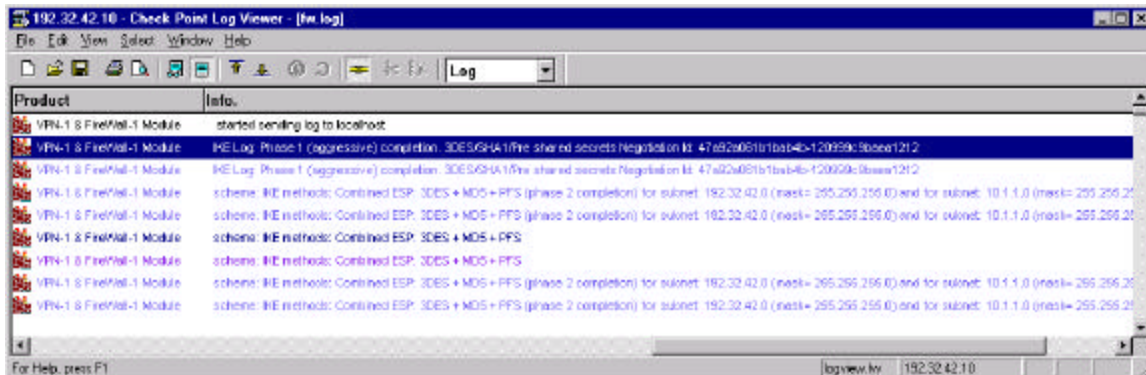 192.32.42.10 - Check Point Log Viewer - [fw.log]
File Edit View Select Window Help
Log
Product Info.
VPN-1 & FireWall-1 Module started sending log to localhost
VPN-1 & FireWall-1 Module IKE Log: Phase 1 (aggressive) completion. 3DES/SHA1/Pre shared secrets Negotiation Id:
VPN-1 & FireWall-1 Module IKE Log: Phase 1 (aggressive) completion. 3DES/SHA1/Pre shared secrets Negotiation Id:
VPN-1 & FireWall-1 Module scheme: IKE methods: Combined ESP: 3DES + MD5 + PFS (phase 2 completion) for subnet: 192.32.42.0 (mask= 255.255.255.0) and for subnet: 10.1.1.0 (mask= 255.255.25
VPN-1 & FireWall-1 Module scheme: IKE methods: Combined ESP: 3DES + MD5 + PFS (phase 2 completion) for subnet: 192.32.42.0 (mask= 255.255.255.0) and for subnet: 10.1.1.0 (mask= 255.255.25
VPN-1 & FireWall-1 Module scheme: IKE methods: Combined ESP: 3DES + MD5 + PFS
VPN-1 & FireWall-1 Module scheme: IKE methods: Combined ESP: 3DES + MD5 + PFS
VPN-1 & FireWall-1 Module scheme: IKE methods: Combined ESP: 3DES + MD5 + PFS (phase 2 completion) for subnet: 192.32.42.0 (mask= 255.255.255.0) and for subnet: 10.1.1.0 (mask= 255.255.25
VPN-1 & FireWall-1 Module scheme: IKE methods: Combined ESP: 3DES + MD5 + PFS (phase 2 completion) for subnet: 192.32.42.0 (mask= 255.255.255.0) and for subnet: 10.1.1.0 (mask= 255.255.25
For Help, press F1 logview.fw 192.32.42.10